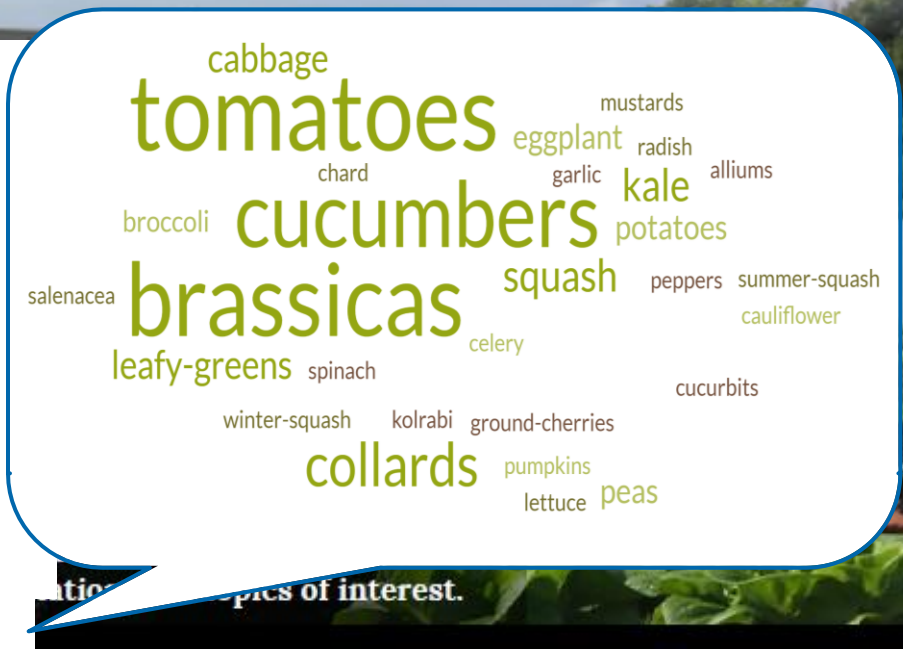 cabbage
tomatoes
mustards
eggplant
radish
chard
garlic
alliums
kale
broccoli
cucumbers
potatoes
squash
peppers
summer-squash
salenacea
brassicas
cauliflower
celery
leafy-greens
spinach
cucurbits
winter-squash
kolrabi
ground-cherries
collards
pumpkins
lettuce
peas
of interest.